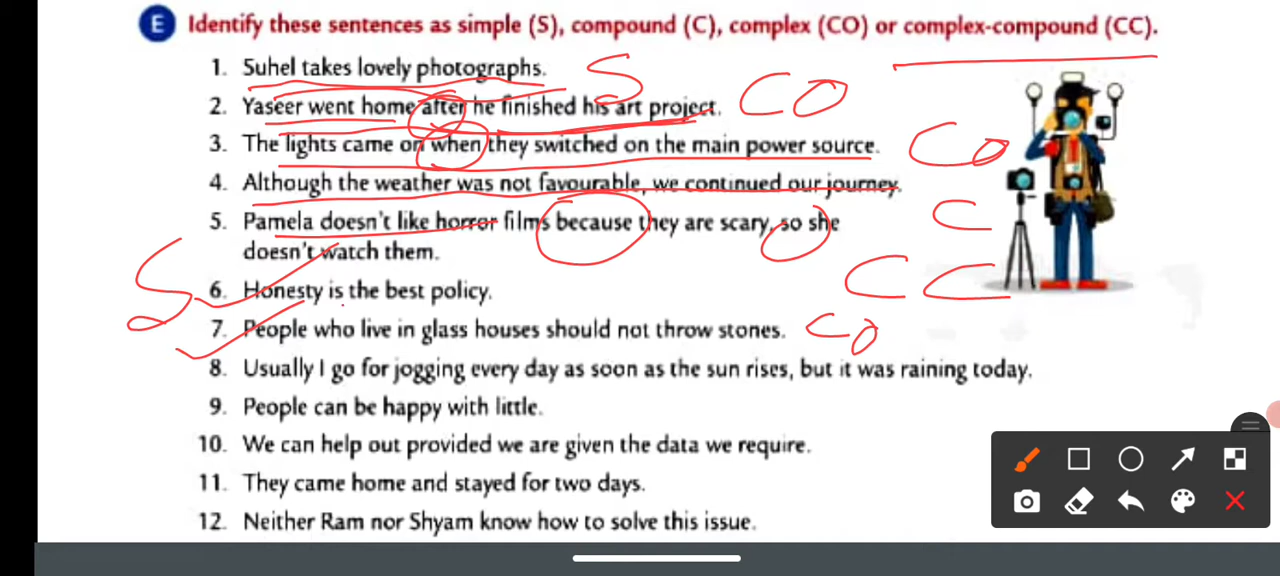 E Identify these sentences as simple (S), compound (C), complex (CO) or complex-compound (CC).
1. Suhel takes lovely photographs. S
2. Yaseer went home after he finished his art project. CO
3. The lights came on when they switched on the main power source. CO
4. Although the weather was not favourable, we continued our journey. C
5. Pamela doesn't like horror films because they are scary, so she
doesn't watch them. CC
S 6. Honesty is the best policy.
7. People who live in glass houses should not throw stones. CO
8. Usually I go for jogging every day as soon as the sun rises, but it was raining today.
9. People can be happy with little.
10. We can help out provided we are given the data we require.
11. They came home and stayed for two days.
12. Neither Ram nor Shyam know how to solve this issue.